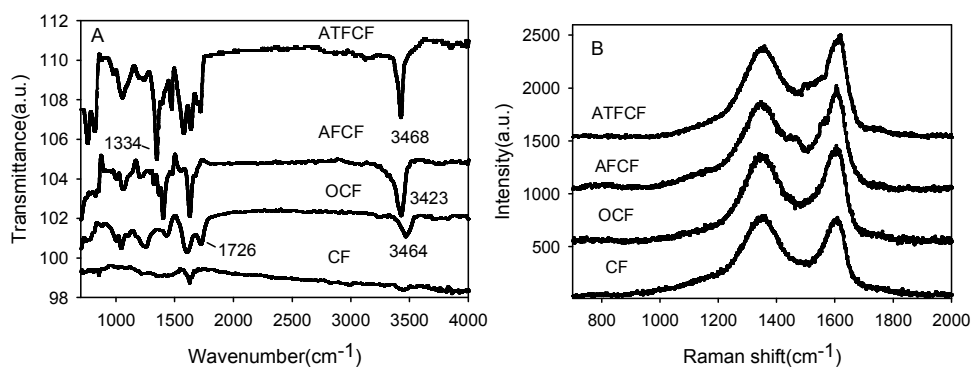 A
ATFCF
1334
3468
AFCF
3423
OCF
1726
3464
CF
112
110
108
106
104
102
100
98
1000 1500 2000 2500 3000 3500 4000
Transmittance(a.u.)
Wavenumber(cm-1)
B
ATFCF
AFCF
OCF
CF
2500
2000
1500
1000
500
800 1000 1200 1400 1600 1800 2000
Intensity(a.u.)
Raman shift(cm-1)